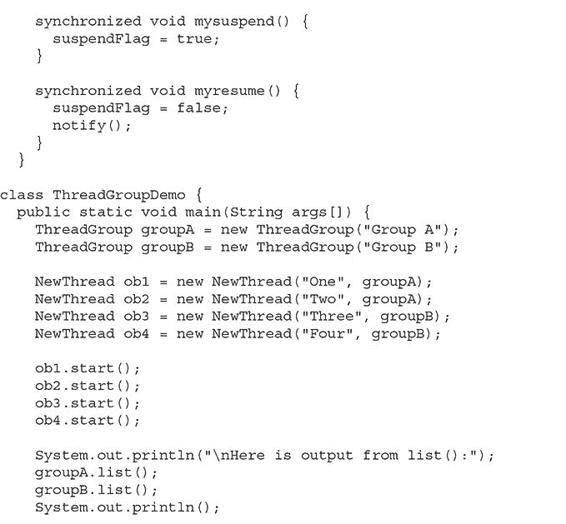 synchronized void mysuspend() {
suspendFlag = true;
}
synchronized void myresume() {
suspendFlag = false;
notify();
}
}
class ThreadGroupDemo {
public static void main(String args[]) {
ThreadGroup groupA = new ThreadGroup("Group A");
ThreadGroup groupB = new ThreadGroup("Group B");
NewThread ob1 = new NewThread("One", groupA);
NewThread ob2 = new NewThread("Two", groupA);
NewThread ob3 = new NewThread("Three", groupB);
NewThread ob4 = new NewThread("Four", groupB);
ob1.start();
ob2.start();
ob3.start();
ob4.start();
System.out.println("\nHere is output from list():");
groupA.list();
groupB.list();
System.out.println();